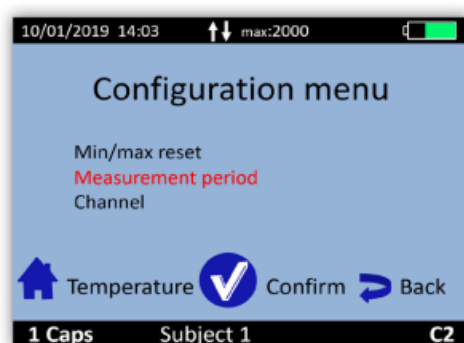 10/01/2019 14:03 max:2000
Configuration menu
Min/max reset
Measurement period
Channel
Temperature Confirm Back
1 Caps Subject 1 C2